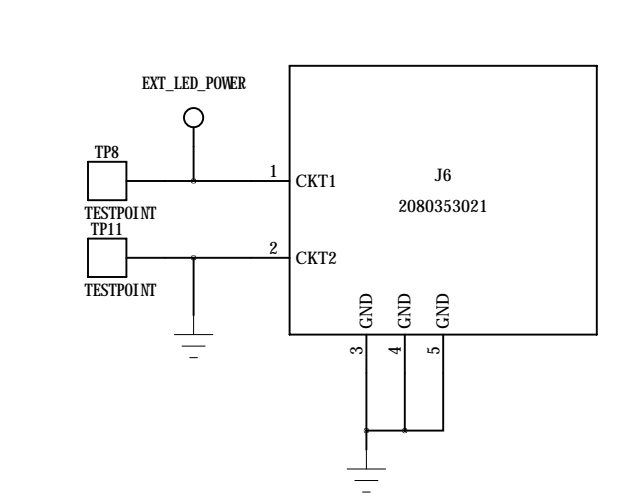 EXT_LED_POWER
TP8
1
CKT1
J6
2080353021
TESTPOINT
TP11
2
CKT2
TESTPOINT
GND
GND
GND
3
4
5